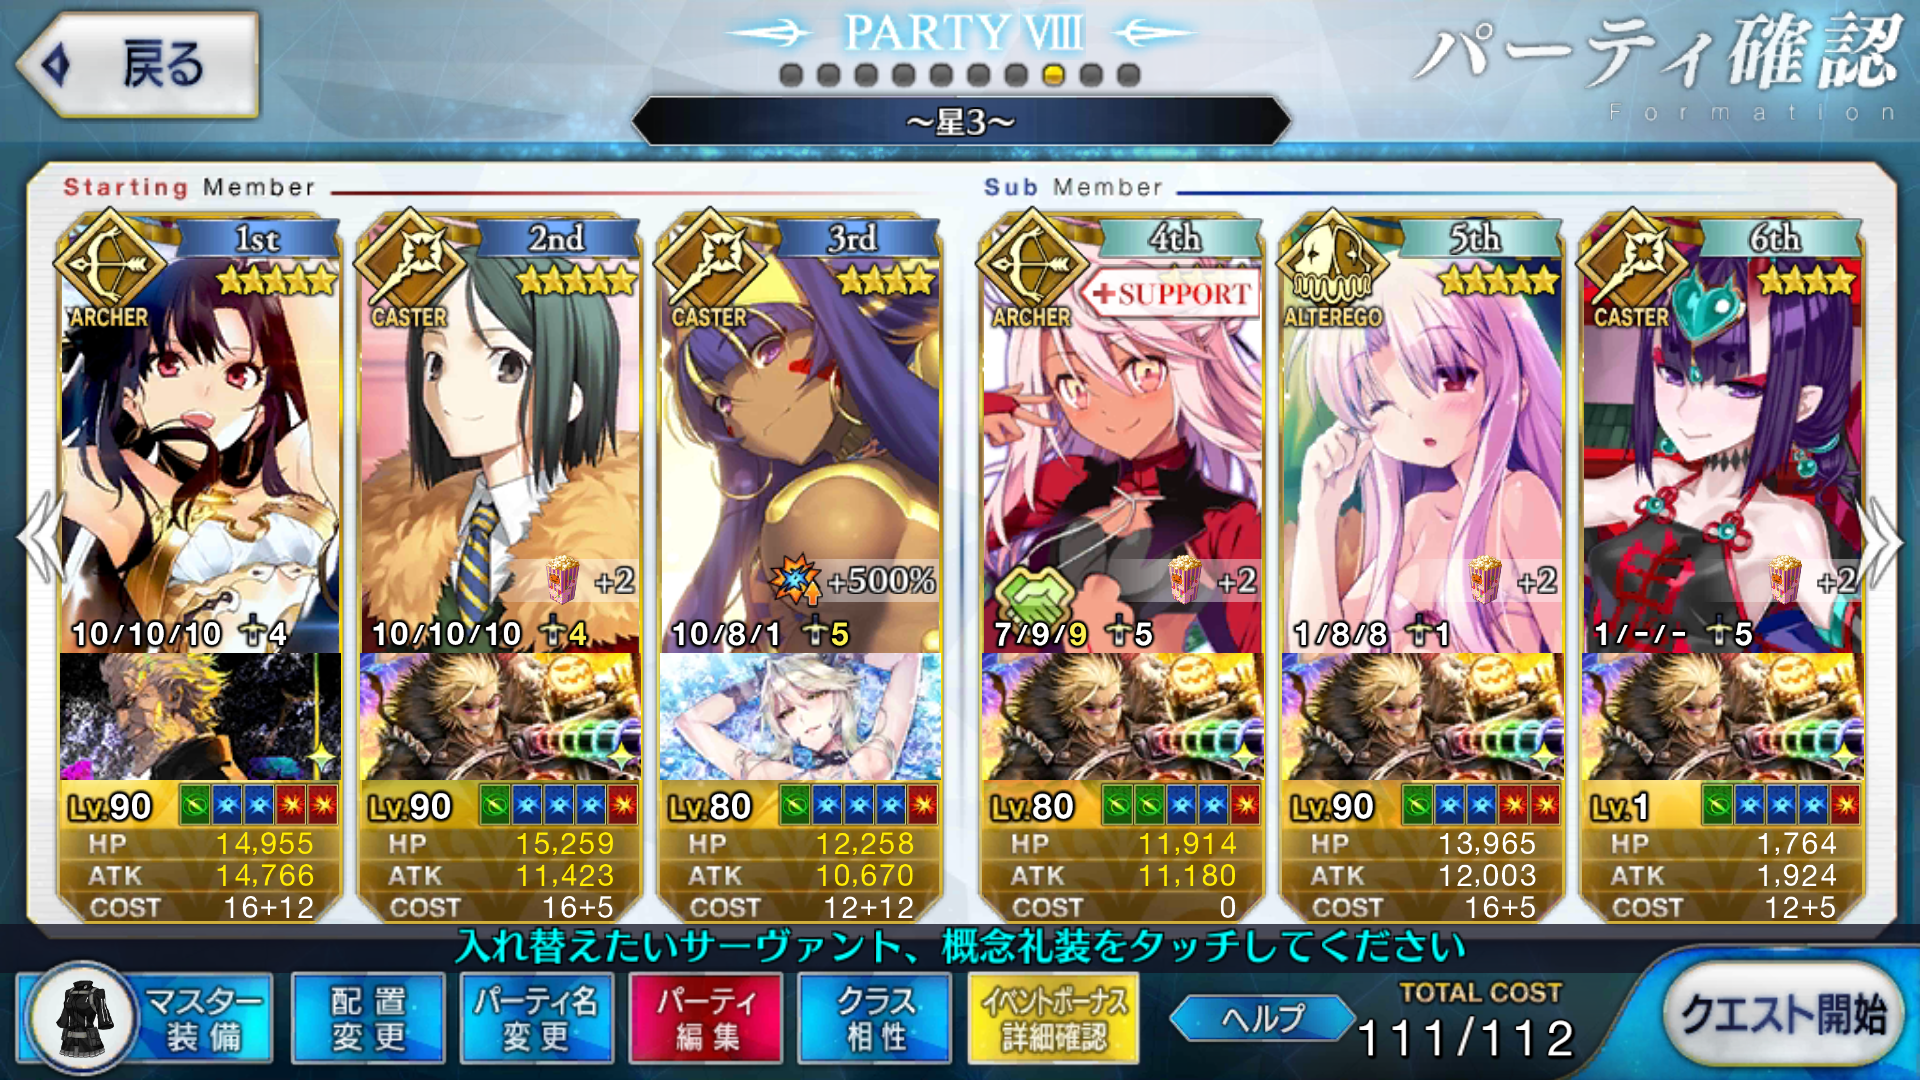 戻る
PARTY VIII
～星3～
パーティ確認
Formation
Starting Member
Sub Member
1st
2nd
3rd
4th
5th
6th
ARCHER
CASTER
CASTER
ARCHER
+SUPPORT
ALTEREGO
CASTER
+2
+500%
+2
+2
+2
10/10/10 4
10/10/10 4
10/8/1 5
7/9/9 5
1/8/8 1
1/-/- 5
Lv.90
Lv.90
Lv.80
Lv.80
Lv.90
Lv.1
HP 14,955
HP 15,259
HP 12,258
HP 11,914
HP 13,965
HP 1,764
ATK 14,766
ATK 11,423
ATK 10,670
ATK 11,180
ATK 12,003
ATK 1,924
COST 16+12
COST 16+5
COST 12+12
COST 0
COST 16+5
COST 12+5
入れ替えたいサーヴァント、概念礼装をタッチしてください
マスター
装備
配置
変更
パーティ名
変更
パーティ
編集
クラス
相性
イベントボーナス
詳細確認
ヘルプ
TOTAL COST
111/112
クエスト開始